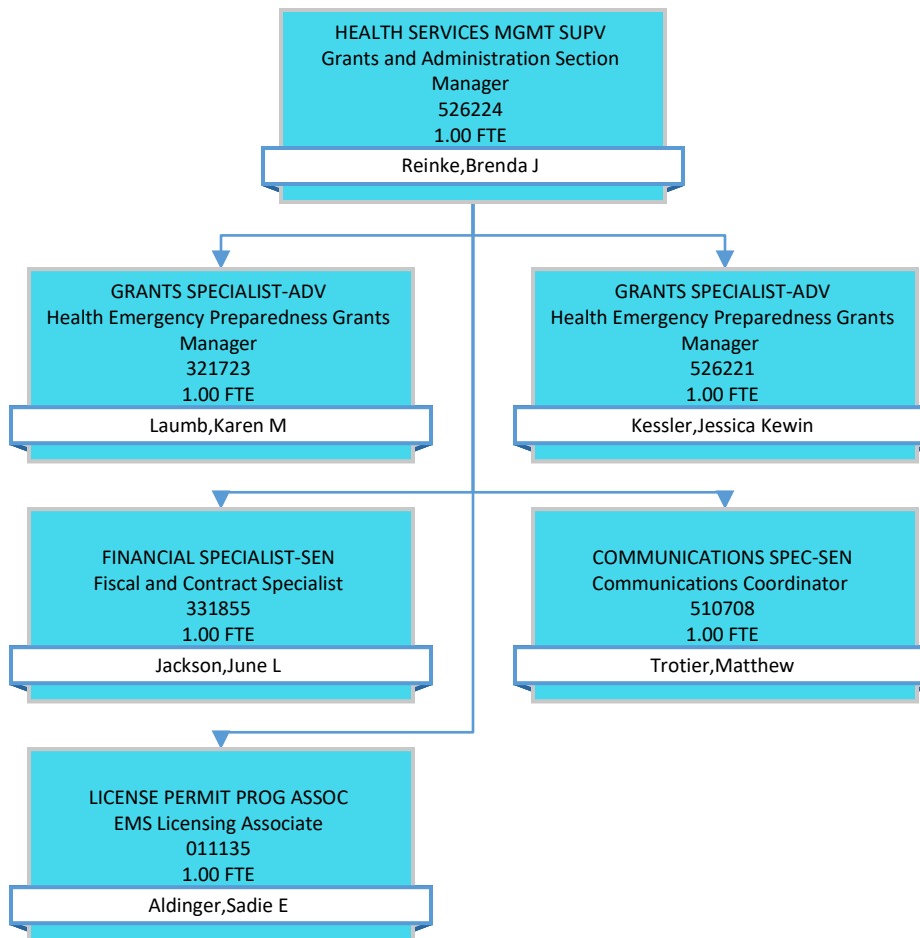 HEALTH SERVICES MGMT SUPV
Grants and Administration Section
Manager
526224
1.00 FTE
Reinke,Brenda J
GRANTS SPECIALIST-ADV
Health Emergency Preparedness Grants
Manager
321723
1.00 FTE
Laumb,Karen M
GRANTS SPECIALIST-ADV
Health Emergency Preparedness Grants
Manager
526221
1.00 FTE
Kessler,Jessica Kewin
FINANCIAL SPECIALIST-SEN
Fiscal and Contract Specialist
331855
1.00 FTE
Jackson,June L
COMMUNICATIONS SPEC-SEN
Communications Coordinator
510708
1.00 FTE
Trotier,Matthew
LICENSE PERMIT PROG ASSOC
EMS Licensing Associate
011135
1.00 FTE
Aldinger,Sadie E